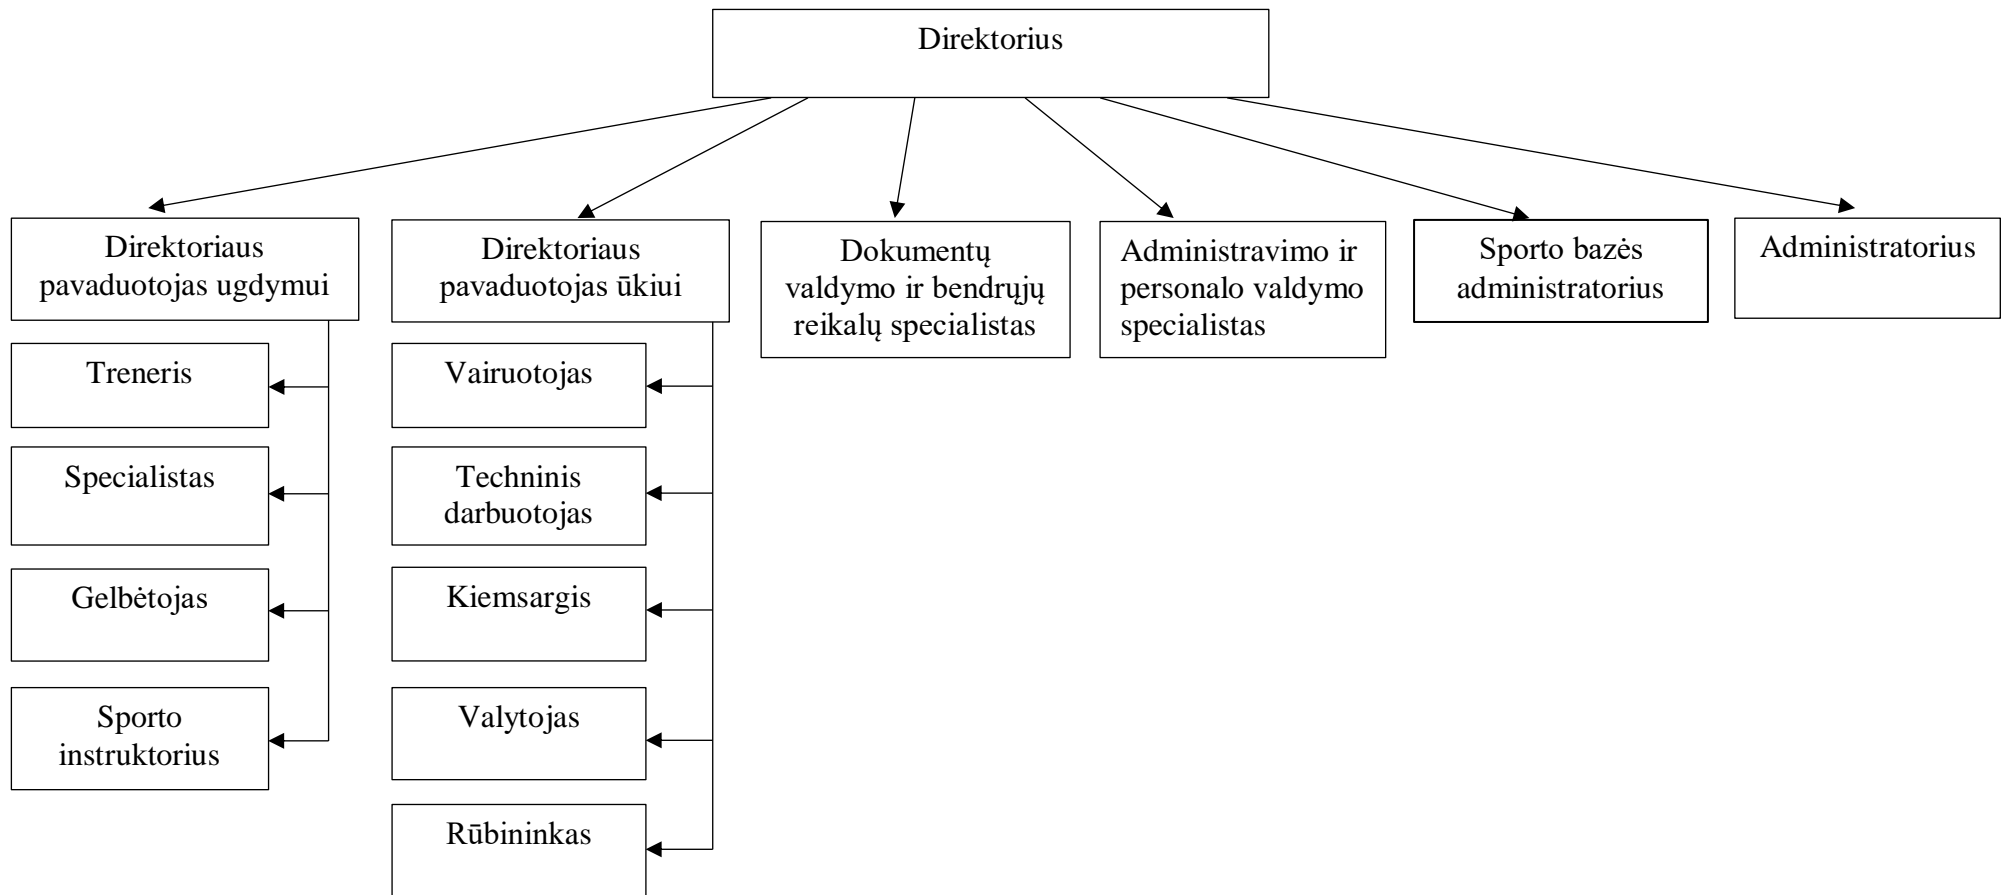 Direktorius
Direktoriaus
pavaduotojas ugdymui
Direktoriaus
pavaduotojas ūkiui
Dokumentų
valdymo ir bendrųjų
reikalų specialistas
Administravimo ir
personalo valdymo
specialistas
Sporto bazės
administratorius
Administratorius
Treneris
Specialistas
Gelbėtojas
Sporto
instruktorius
Vairuotojas
Techninis
darbuotojas
Kiemsargis
Valytojas
Rūbininkas